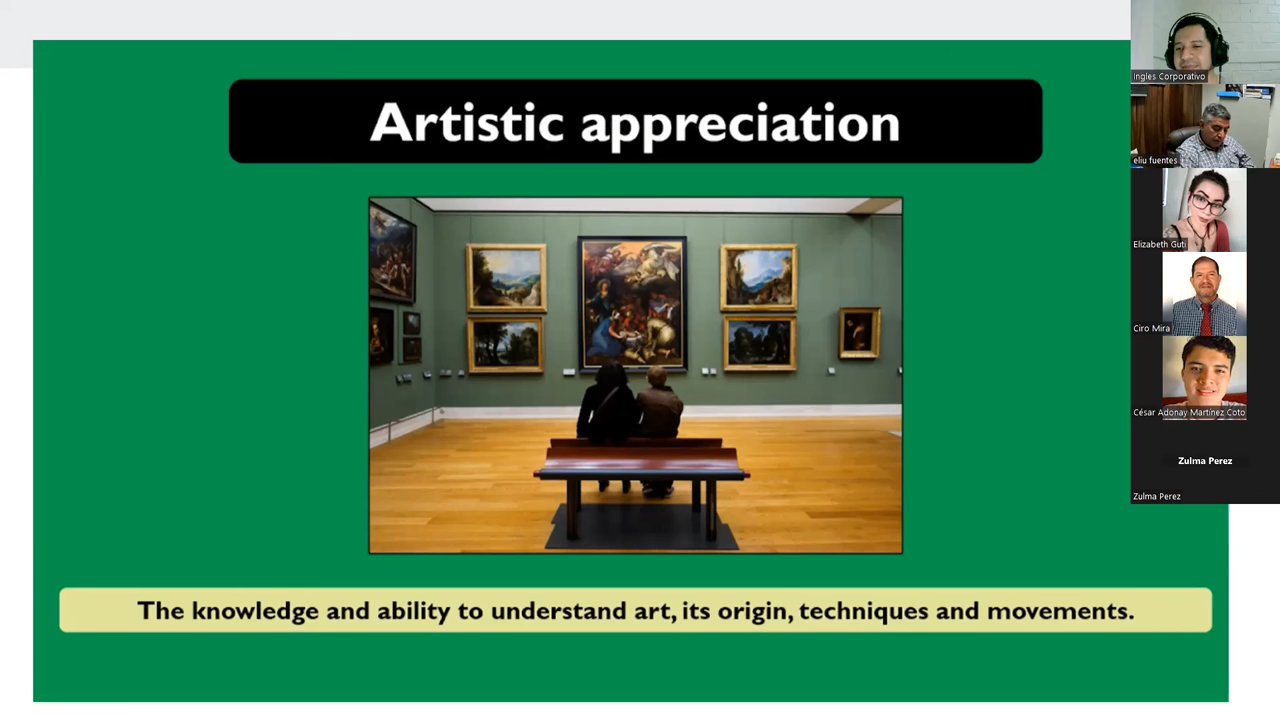 Artistic appreciation
The knowledge and ability to understand art, its origin, techniques and movements.
Ingles Corporativo
eliu fuentes
Elizabeth Guti
Ciro Mira
César Adonay Martínez Coto
Zulma Perez
Zulma Perez